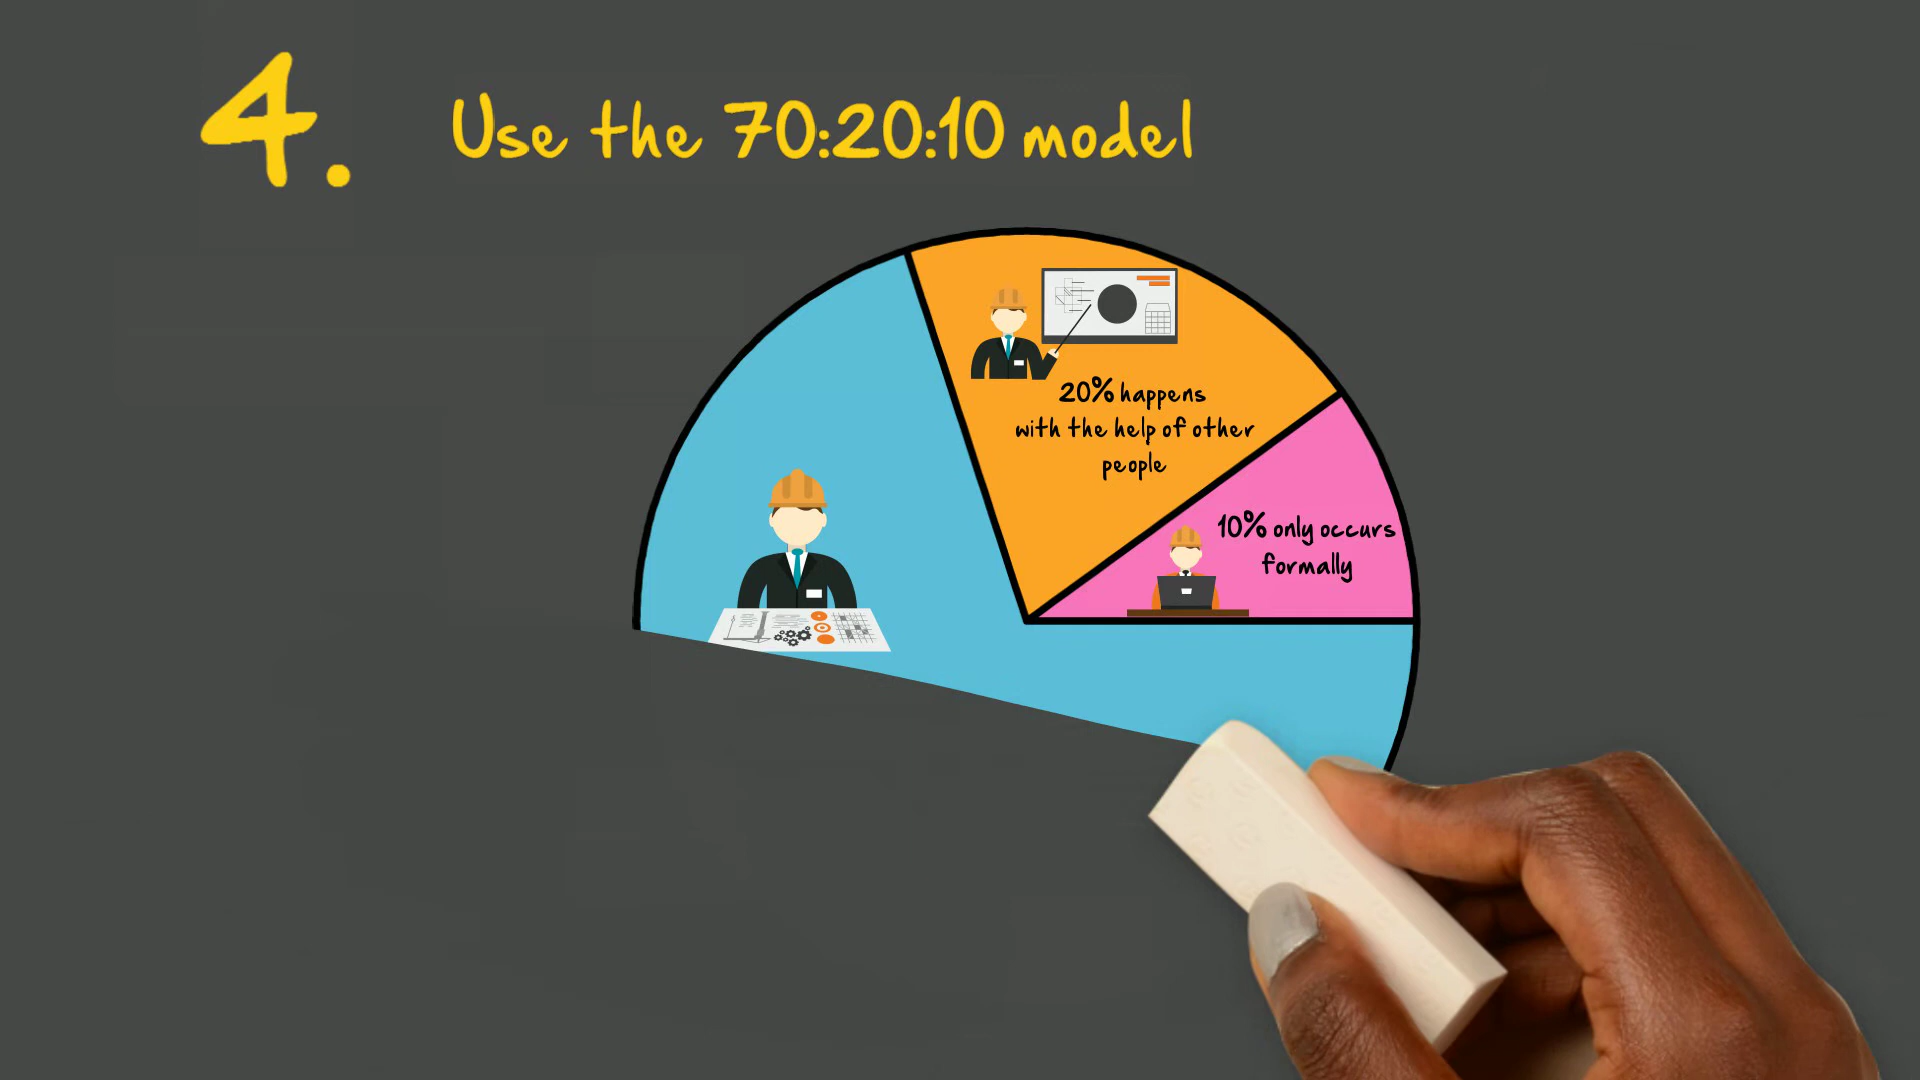 4.
Use the 70:20:10 model
20% happens
with the help of other
people
10% only occurs
formally